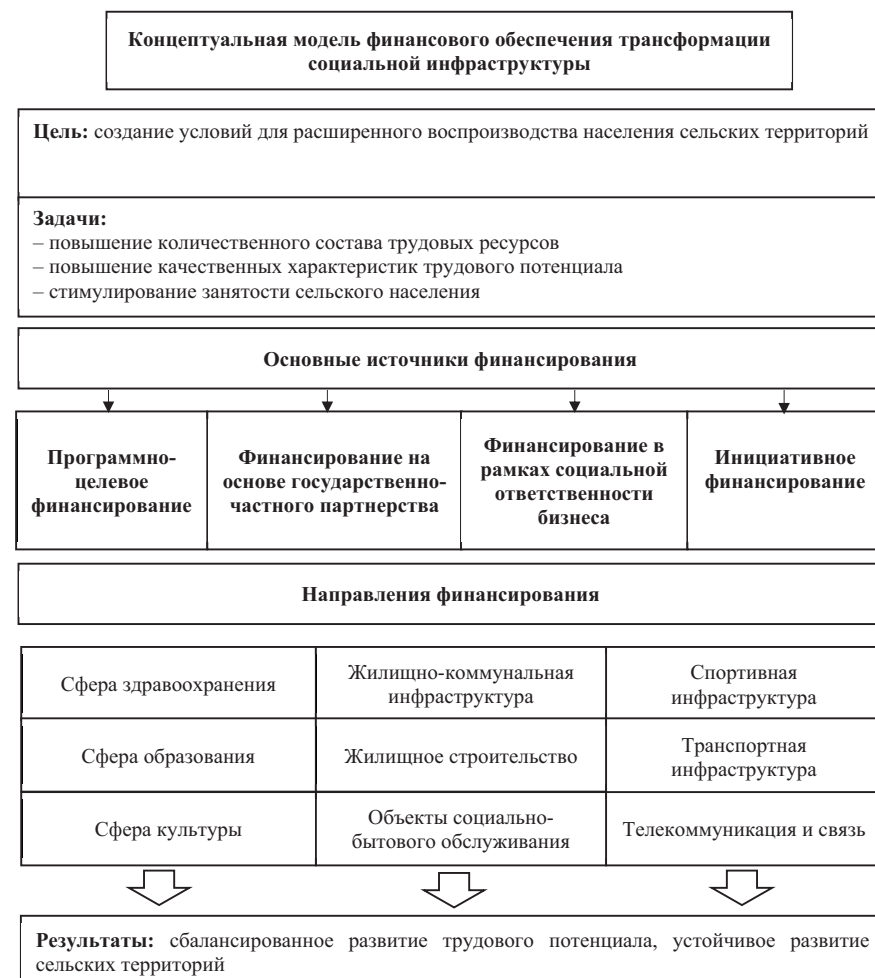 Концептуальная модель финансового обеспечения трансформации
социальной инфраструктуры
Цель: создание условий для расширенного воспроизводства населения сельских территорий
Задачи:
– повышение количественного состава трудовых ресурсов
– повышение качественных характеристик трудового потенциала
– стимулирование занятости сельского населения
Основные источники финансирования
Программно-
целевое
финансирование
Финансирование на
основе государственно-
частного партнерства
Финансирование в
рамках социальной
ответственности
бизнеса
Инициативное
финансирование
Направления финансирования
Сфера здравоохранения
Жилищно-коммунальная
инфраструктура
Спортивная
инфраструктура
Сфера образования
Жилищное строительство
Транспортная
инфраструктура
Сфера культуры
Объекты социально-
бытового обслуживания
Телекоммуникация и связь
Результаты: сбалансированное развитие трудового потенциала, устойчивое развитие
сельских территорий